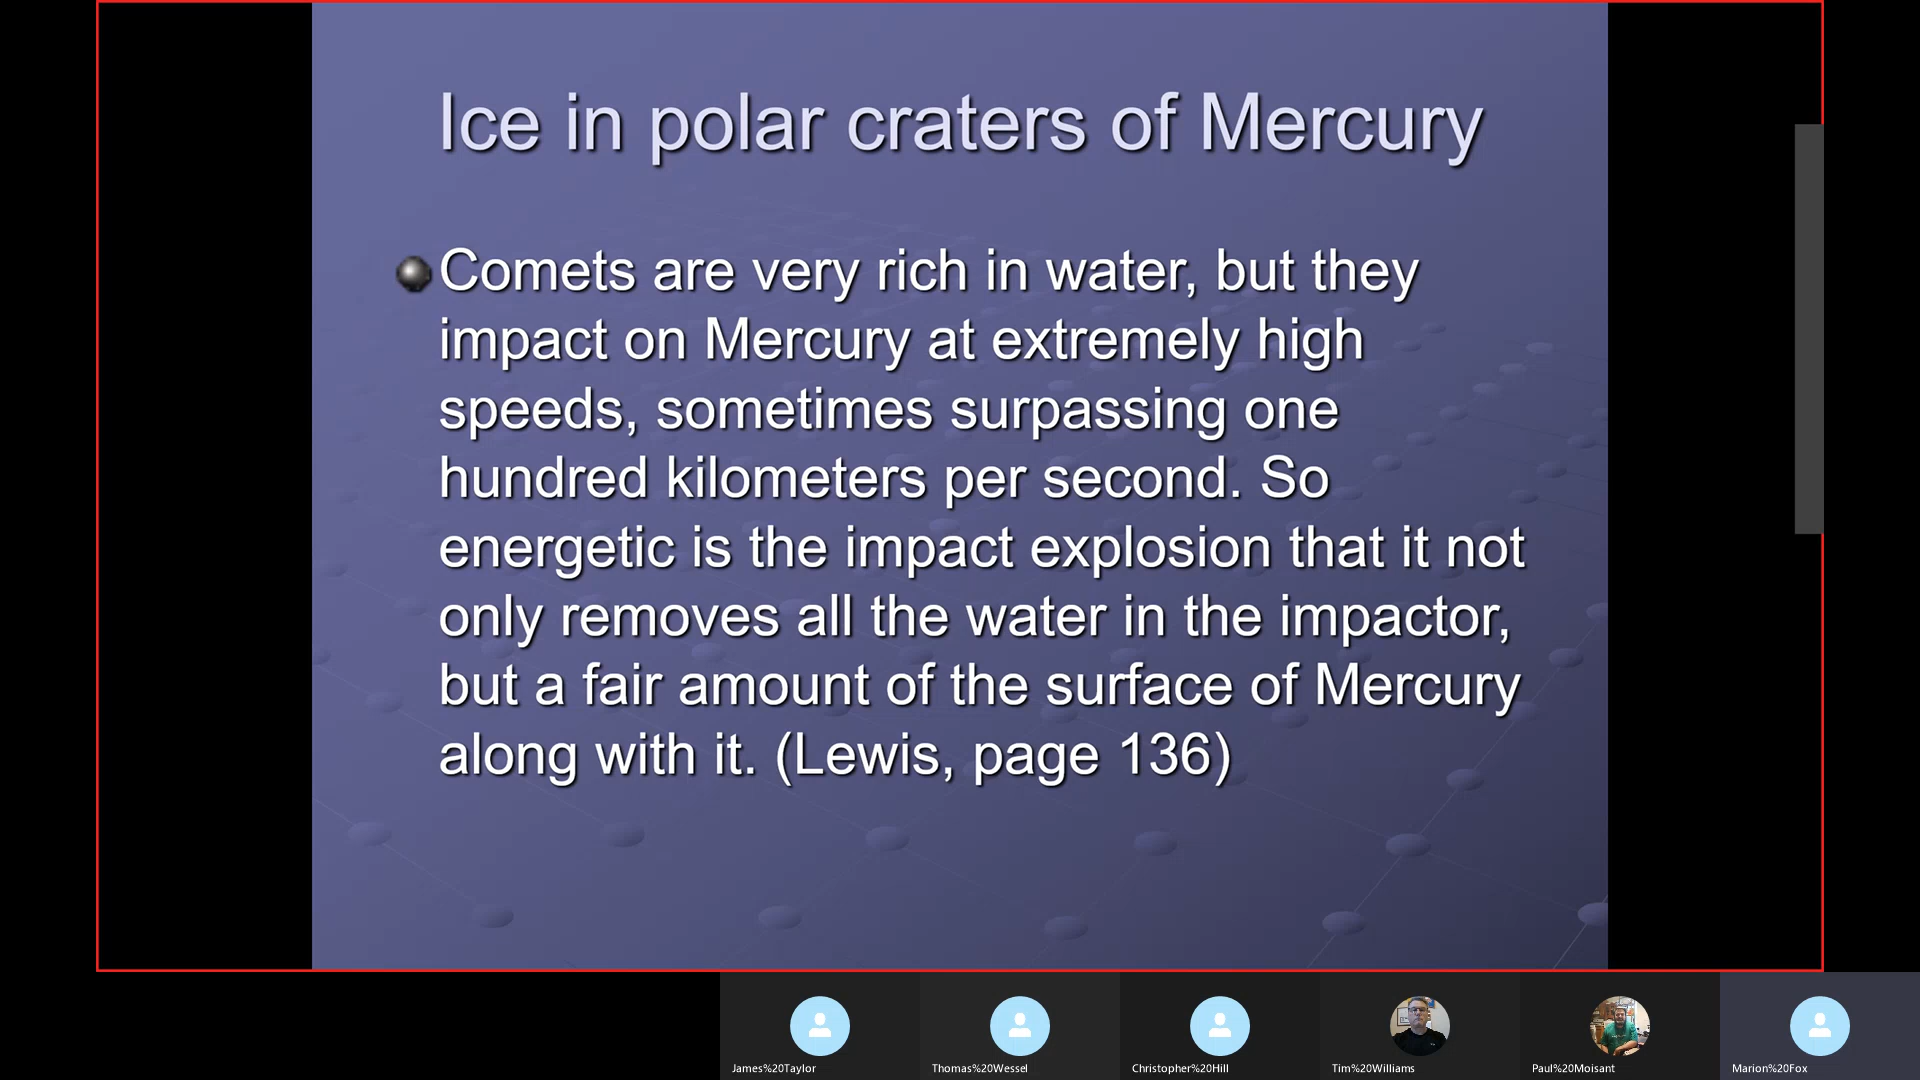 Ice in polar craters of Mercury
Comets are very rich in water, but they
impact on Mercury at extremely high
speeds, sometimes surpassing one
hundred kilometers per second. So
energetic is the impact explosion that it not
only removes all the water in the impactor,
but a fair amount of the surface of Mercury
along with it. (Lewis, page 136)
James%20Taylor
Thomas%20Wessel
Christopher%20Hill
Tim%20Williams
Paul%20Moisant
Marion%20Fox